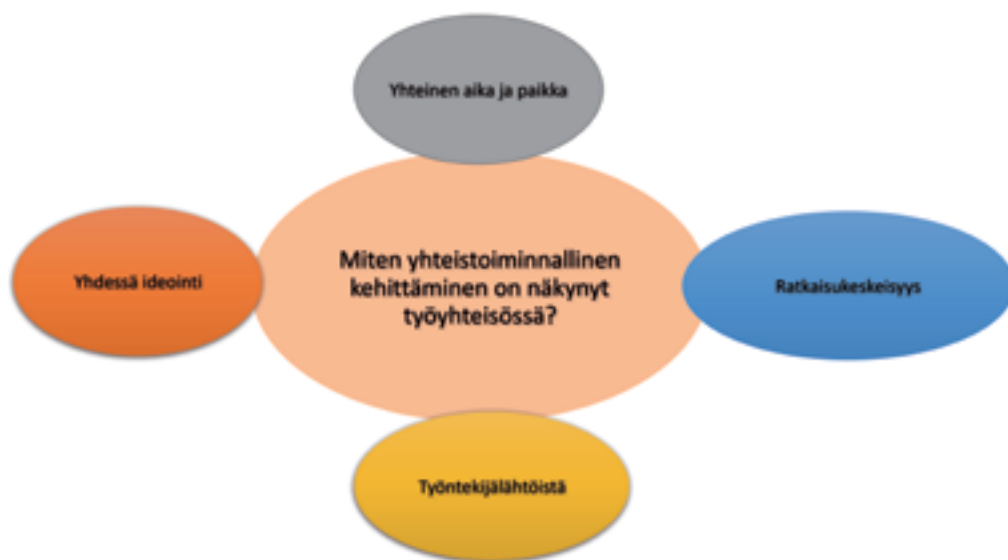 Yhteinen aika ja paikka
Yhdessä ideointi
Miten yhteistoiminnallinen
kehittäminen on näkynyt
työyhteisössä?
Ratkaisukeskeisyys
Työntekijälähtöistä